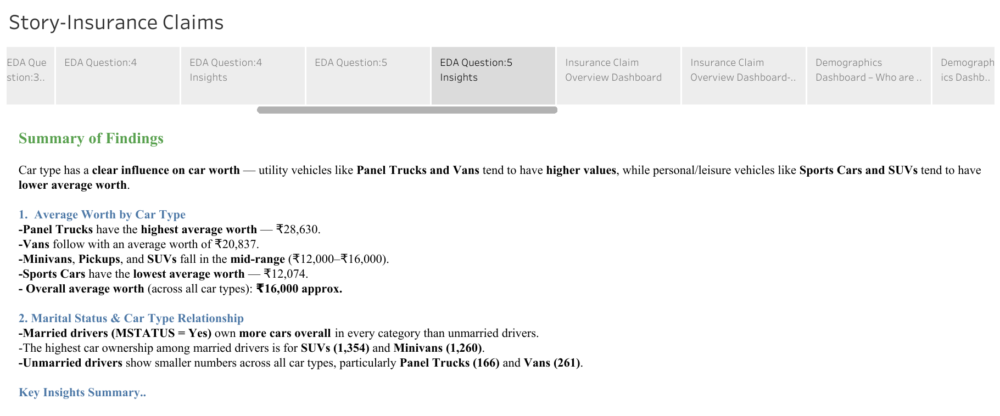 Story-Insurance Claims
EDA Que
stion:3..
EDA Question:4
EDA Question:4
Insights
EDA Question:5
EDA Question:5
Insights
Insurance Claim
Overview Dashboard
Insurance Claim
Overview Dashboard-..
Demographics
Dashboard – Who are ..
Demograph
ics Dashb..
Summary of Findings
Car type has a clear influence on car worth — utility vehicles like Panel Trucks and Vans tend to have higher values, while personal/leisure vehicles like Sports Cars and SUVs tend to have
lower average worth.
1.  Average Worth by Car Type
-Panel Trucks have the highest average worth — ₹28,630.
-Vans follow with an average worth of ₹20,837.
-Minivans, Pickups, and SUVs fall in the mid-range (₹12,000–₹16,000).
-Sports Cars have the lowest average worth — ₹12,074.
- Overall average worth (across all car types): ₹16,000 approx.
2. Marital Status & Car Type Relationship
-Married drivers (MSTATUS = Yes) own more cars overall in every category than unmarried drivers.
-The highest car ownership among married drivers is for SUVs (1,354) and Minivans (1,260).
-Unmarried drivers show smaller numbers across all car types, particularly Panel Trucks (166) and Vans (261).
Key Insights Summary..